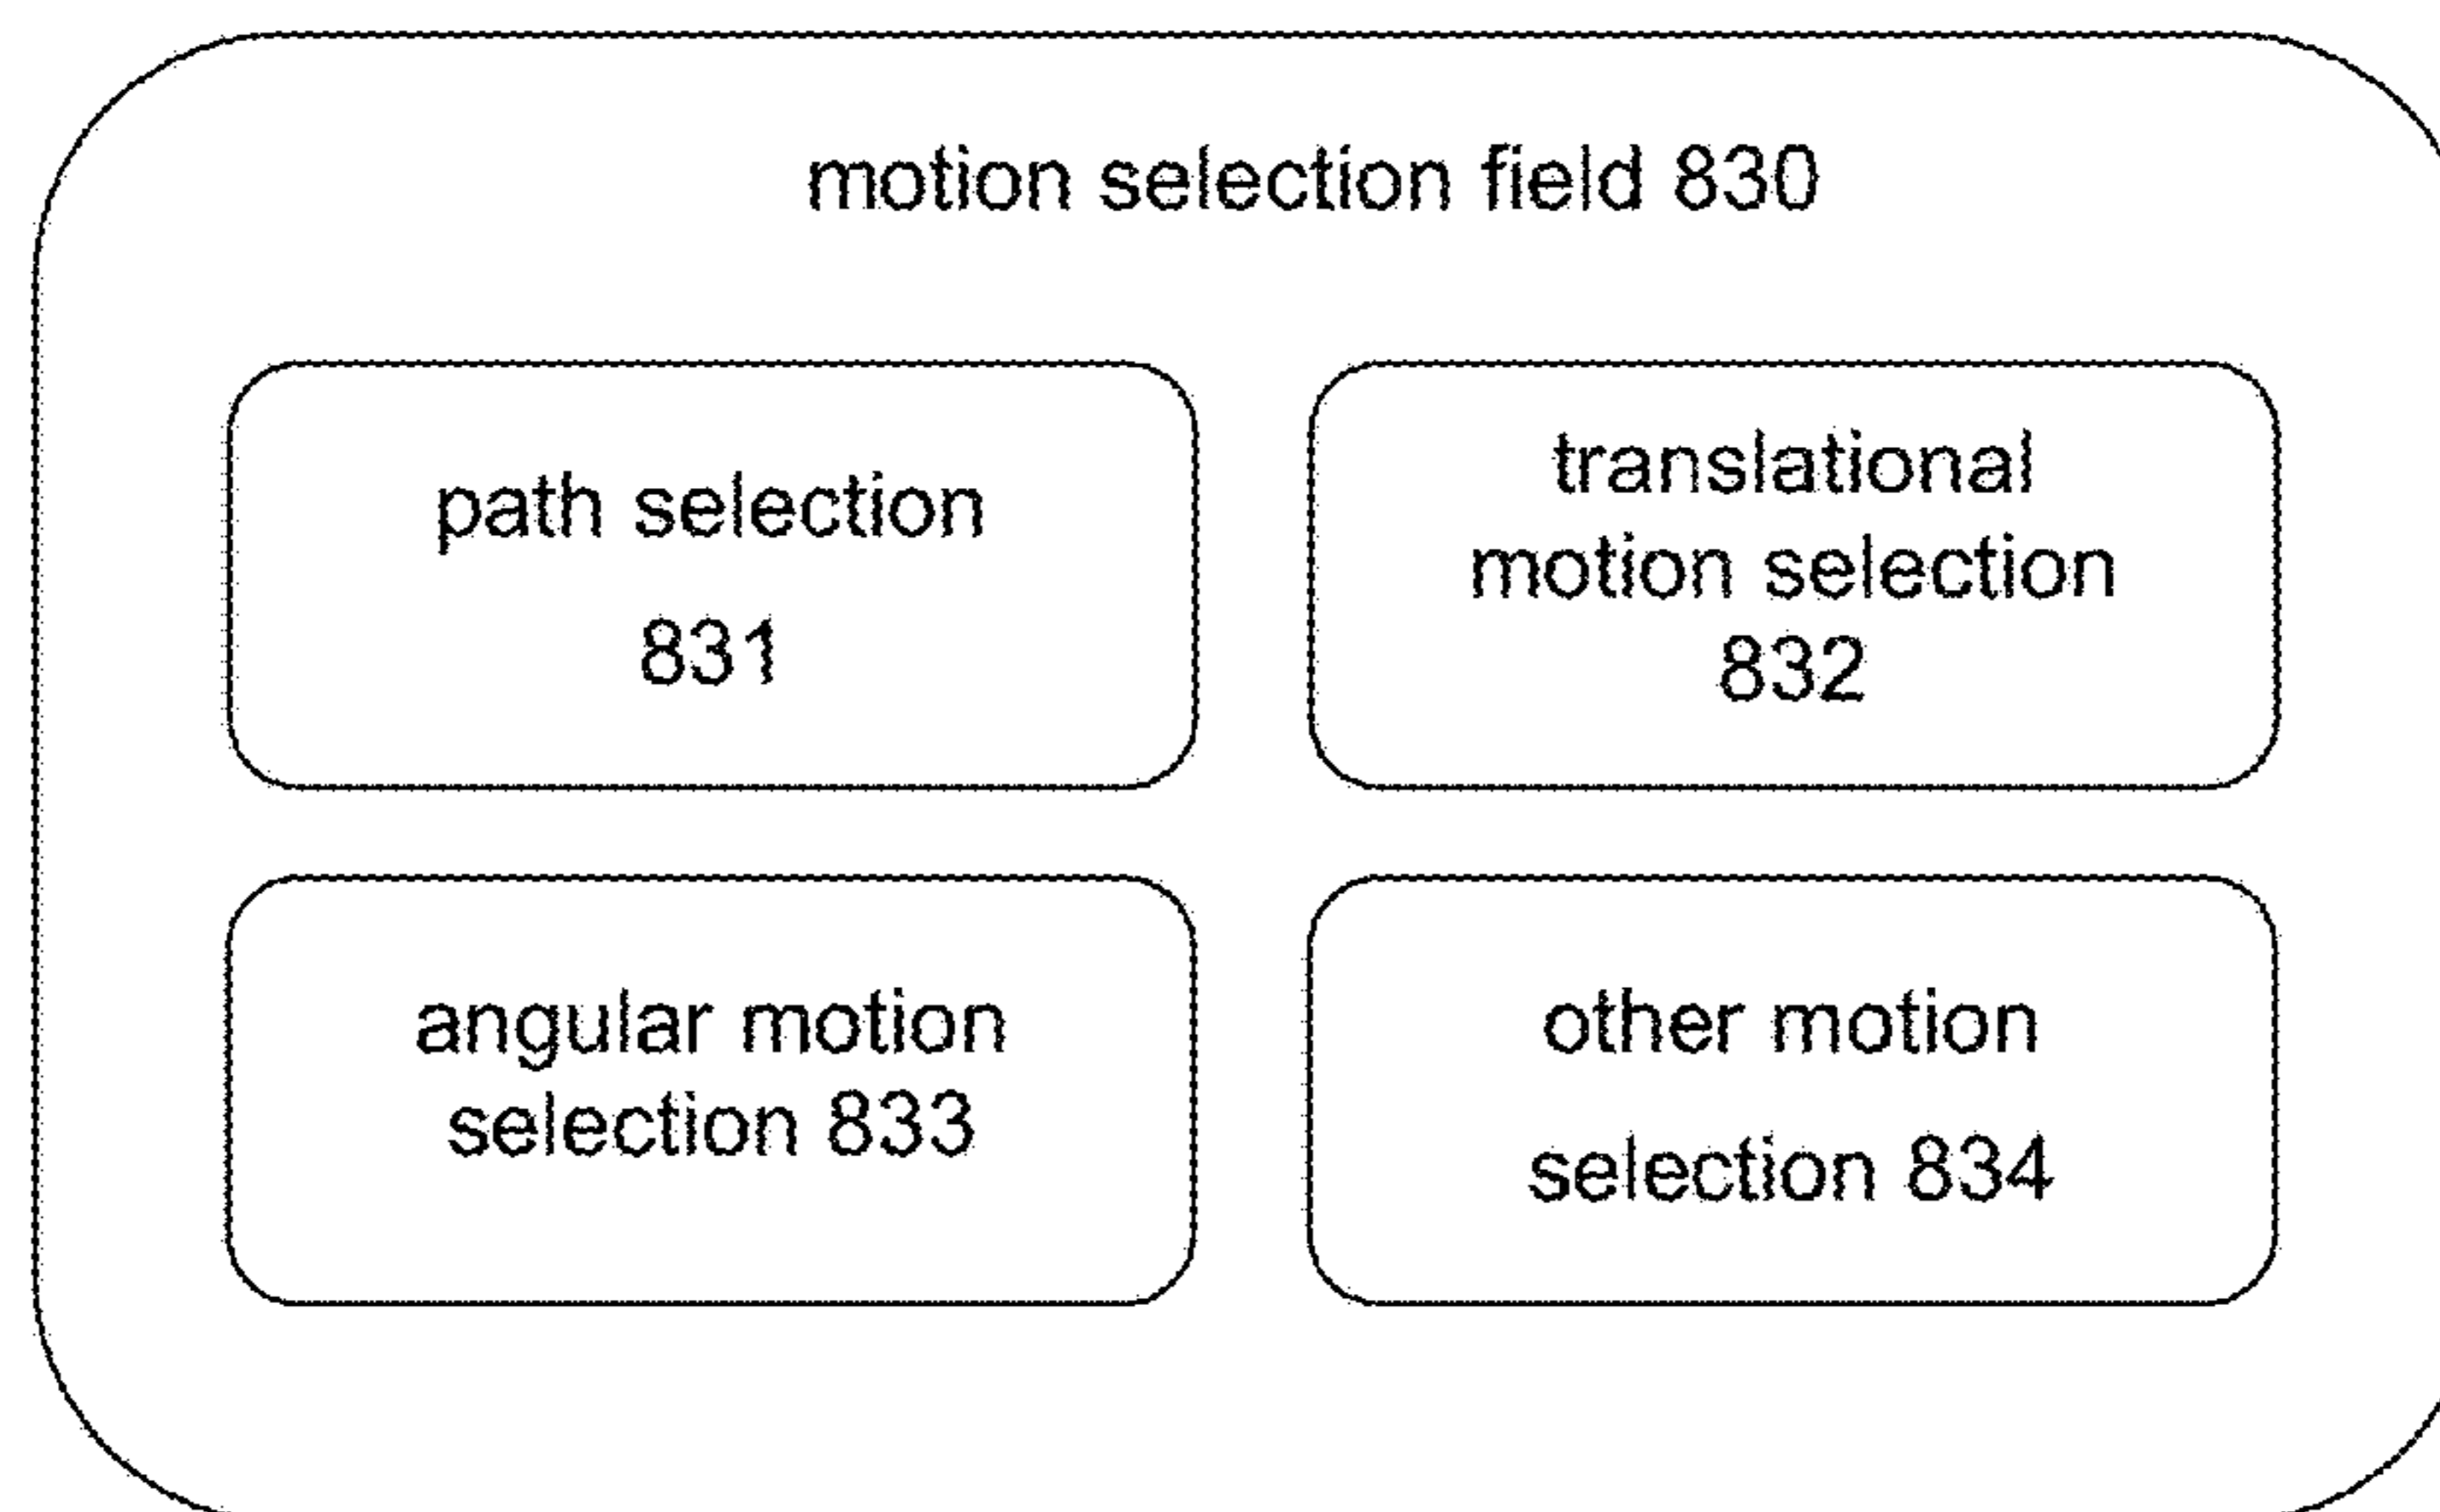 motion selection field 830
path selection
831
translational
motion selection
832
angular motion
selection 833
other motion
selection 834